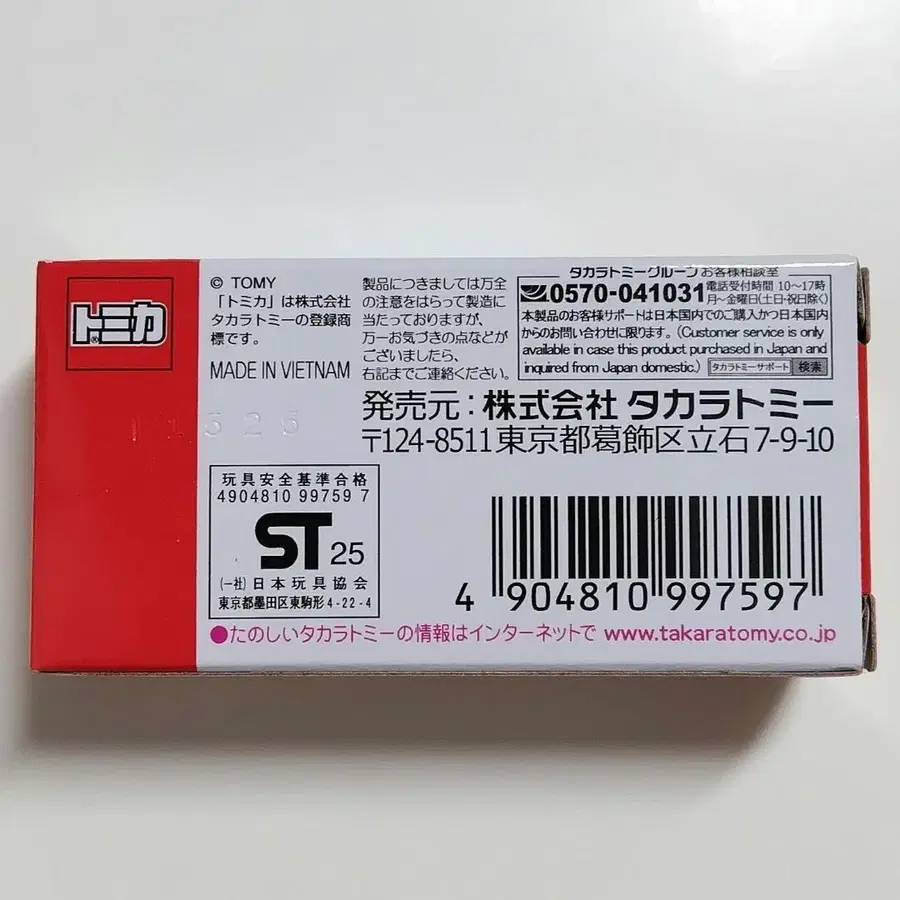 トミカ
®
© TOMY
「トミカ」は株式会社
タカラトミーの登録商
標です。
MADE IN VIETNAM
製品につきましては万全
の注意をはらって製造に
当たっておりますが、
万一お気づきの点などが
ございましたら、
右記までご連絡ください。
タカラトミーグループ お客様相談室
0570-041031 電話受付時間 10〜17時
月〜金曜日(土日・祝日除く)
本製品のお客様サポートは日本国内でのご購入かつ日本国内
からのお問い合わせに限ります。(Customer service is only
available in case this product purchased in Japan and
inquired from Japan domestic.) タカラトミーサポート 検索
発売元：株式会社 タカラトミー
〒124-8511 東京都葛飾区立石7-9-10
玩具安全基準合格
4904810 99759 7
ST 25
(一社)日本玩具協会
東京都墨田区東駒形4-22-4
4 904810 997597
●たのしいタカラトミーの情報はインターネットで www.takaratomy.co.jp